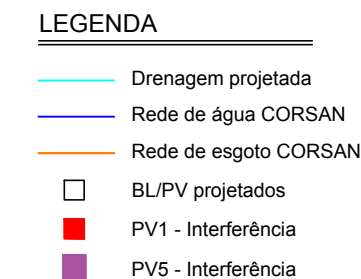 LEGENDA
Drenagem projetada
Rede de água CORSAN
Rede de esgoto CORSAN
BL/PV projetados
PV1 - Interferência
PV5 - Interferência